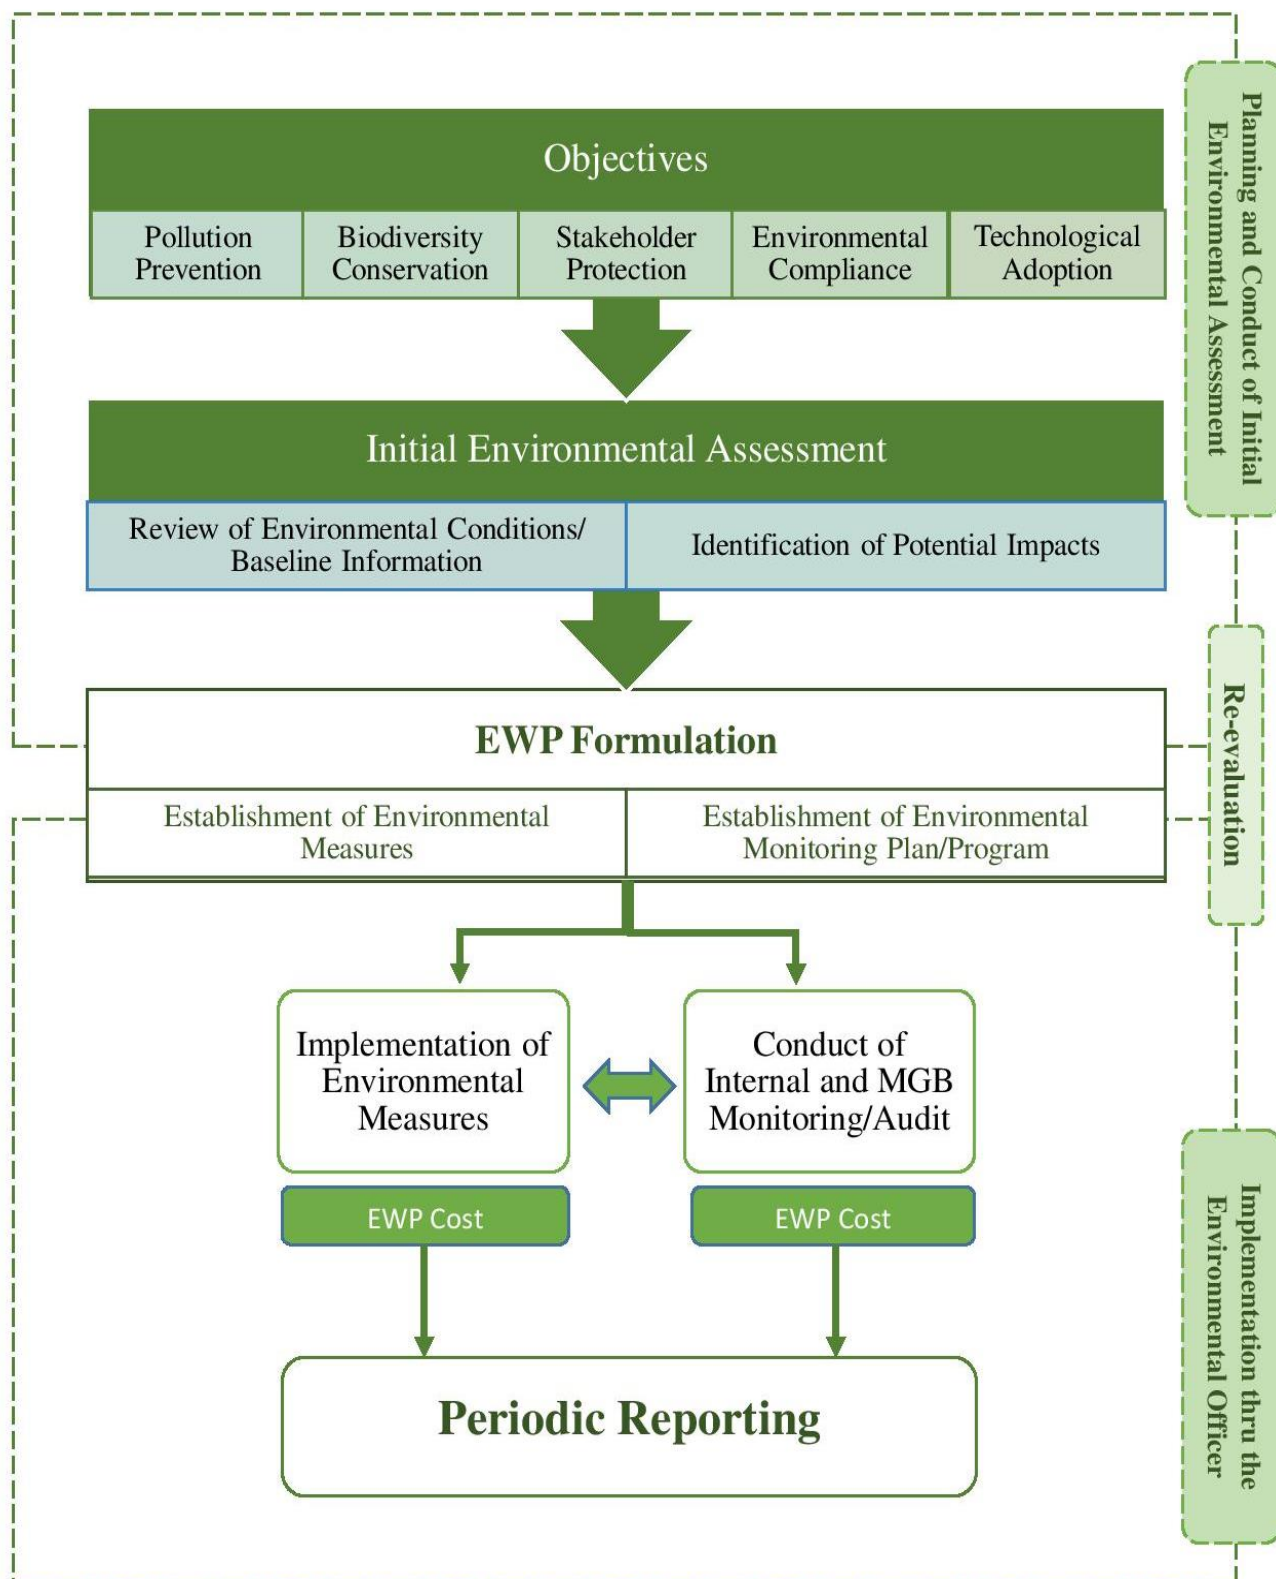 Objectives
Pollution
Prevention
Biodiversity
Conservation
Stakeholder
Protection
Environmental
Compliance
Technological
Adoption
Planning and Conduct of Initial
Environmental Assessment
Initial Environmental Assessment
Review of Environmental Conditions/
Baseline Information
Identification of Potential Impacts
EWP Formulation
Establishment of Environmental
Measures
Establishment of Environmental
Monitoring Plan/Program
Re-evaluation
Implementation of
Environmental
Measures
Conduct of
Internal and MGB
Monitoring/Audit
EWP Cost
EWP Cost
Implementation thru the
Environmental Officer
Periodic Reporting